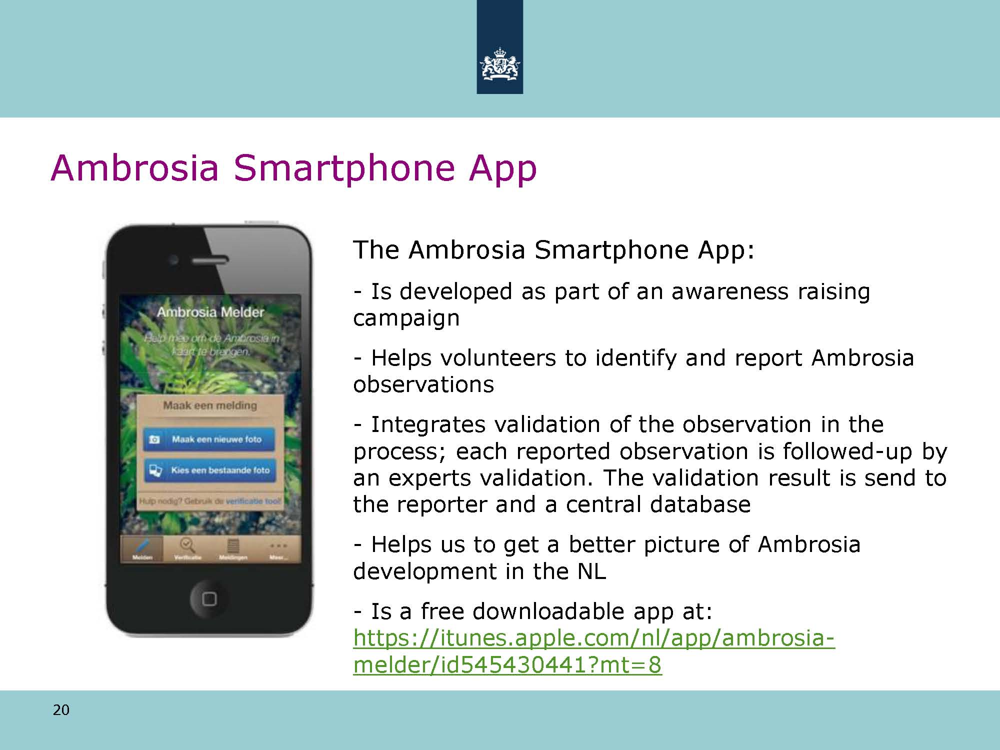 Ambrosia Smartphone App
Ambrosia Melder
Help mee om de Ambrosia in
kaart te brengen.
Maak een melding
Maak een nieuwe foto
Kies een bestaande foto
Hulp nodig? Gebruik de verificatie tool!
Melden Verificatie Meldingen Meer...
The Ambrosia Smartphone App:
- Is developed as part of an awareness raising
campaign
- Helps volunteers to identify and report Ambrosia
observations
- Integrates validation of the observation in the
process; each reported observation is followed-up by
an experts validation. The validation result is send to
the reporter and a central database
- Helps us to get a better picture of Ambrosia
development in the NL
- Is a free downloadable app at:
https://itunes.apple.com/nl/app/ambrosia-
melder/id545430441?mt=8
20